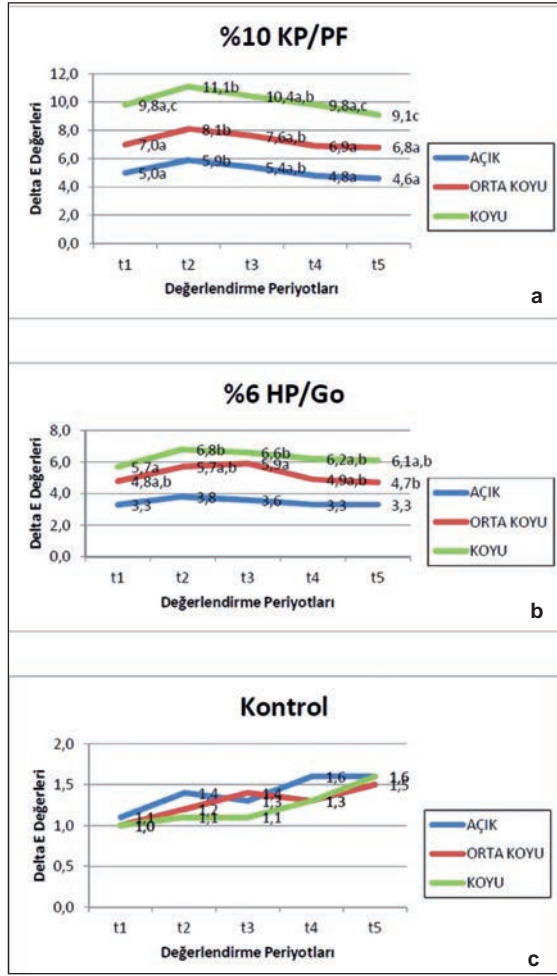 %10 KP/PF
Delta E Değerleri
12,0
10,0
8,0
6,0
4,0
2,0
0,0
9,8a,c 11,1b 10,4a,b 9,8a,c 9,1c
7,0a 8,1b 7,6a,b 6,9a 6,8a
5,0a 5,9b 5,4a,b 4,8a 4,6a
t1 t2 t3 t4 t5
Değerlendirme Periyotları
AÇIK
ORTA KOYU
KOYU
a
%6 HP/Go
Delta E Değerleri
8,0
6,0
4,0
2,0
0,0
5,7a 6,8b 6,6b 6,2a,b 6,1a,b
4,8a,b 5,7a,b 5,9a 4,9a,b 4,7b
3,3 3,8 3,6 3,3 3,3
t1 t2 t3 t4 t5
Değerlendirme Periyotları
AÇIK
ORTA KOYU
KOYU
b
Kontrol
Delta E Değerleri
2,0
1,5
1,0
0,5
0,0
1,1 1,4 1,3 1,6 1,6
1,0 1,2 1,4 1,3 1,5
1,0 1,1 1,1 1,3 1,6
t1 t2 t3 t4 t5
Değerlendirme Periyotları
AÇIK
ORTA KOYU
KOYU
c